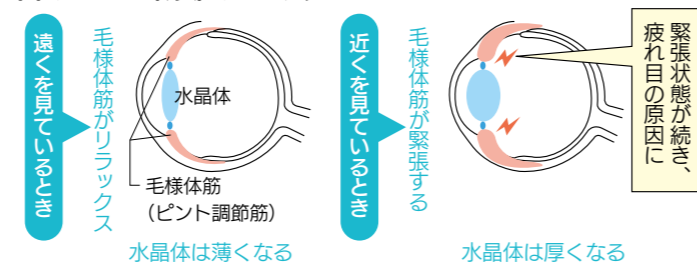 遠くを見ているとき
毛様体筋がリラックス
水晶体
毛様体筋
（ピント調節筋）
水晶体は薄くなる
近くを見ているとき
毛様体筋が緊張する
緊張状態が続き、
疲れ目の原因に
水晶体は厚くなる